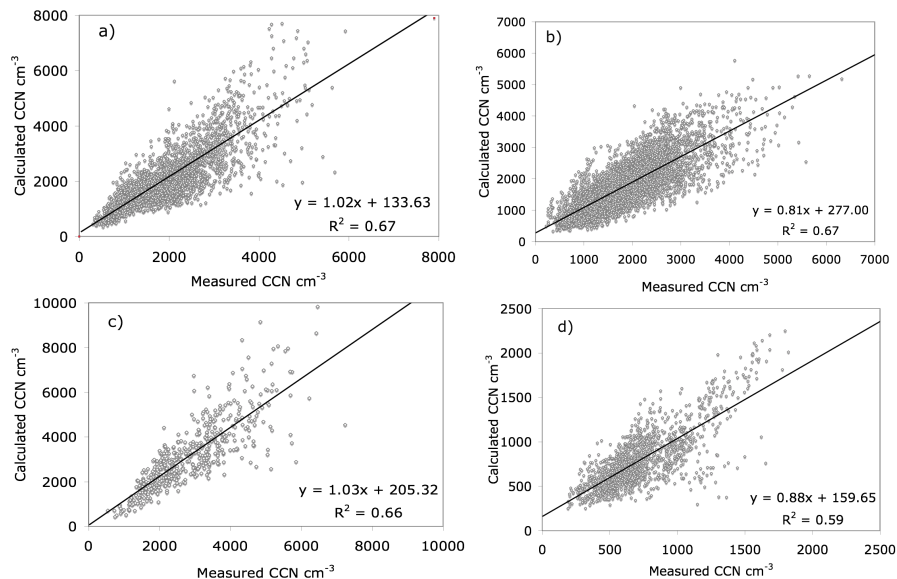 a)
8000
6000
4000
2000
0
Calculated CCN cm⁻³
y = 1.02x + 133.63
R² = 0.67
0 2000 4000 6000 8000
Measured CCN cm⁻³
b)
7000
6000
5000
4000
3000
2000
1000
0
Calculated CCN cm⁻³
y = 0.81x + 277.00
R² = 0.67
0 1000 2000 3000 4000 5000 6000 7000
Measured CCN cm⁻³
c)
10000
8000
6000
4000
2000
0
Calculated CCN cm⁻³
y = 1.03x + 205.32
R² = 0.66
0 2000 4000 6000 8000 10000
Measured CCN cm⁻³
d)
2500
2000
1500
1000
500
0
Calculated CCN cm⁻³
y = 0.88x + 159.65
R² = 0.59
0 500 1000 1500 2000 2500
Measured CCN cm⁻³